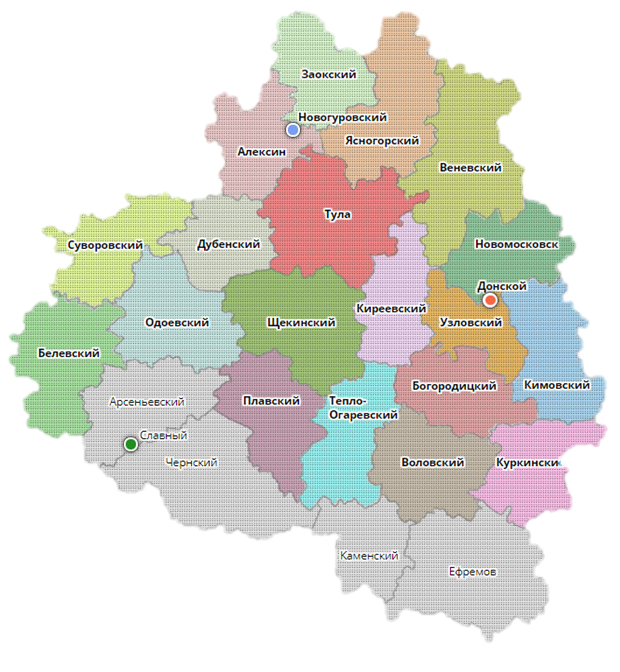 Заокский
Новогуровский
Ясногорский
Алексин
Веневский
Тула
Суворовский
Дубенский
Новомосковск
Донской
Киреевский
Одоевский
Щекинский
Узловский
Белевский
Кимовский
Богородицкий
Арсеньевский
Плавский
Тепло-
Огаревский
Славный
Чернский
Воловский
Куркински
Каменский
Ефремов